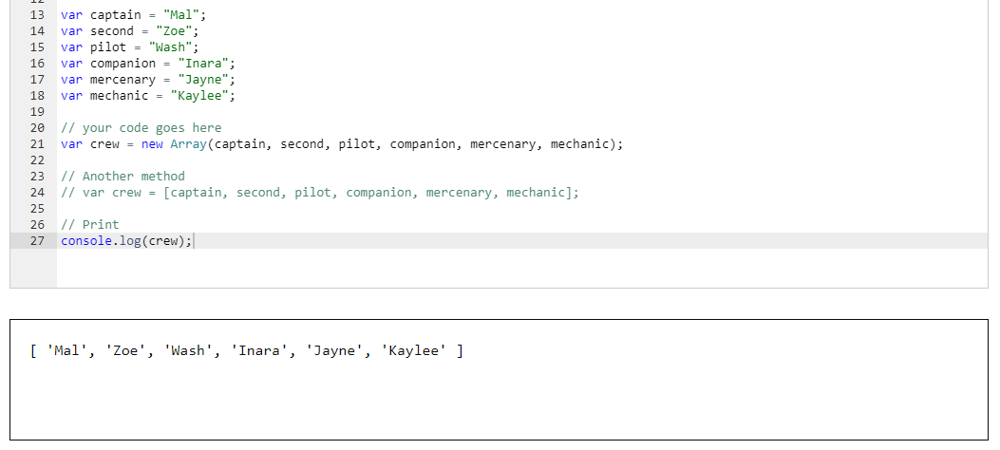 12
13 var captain = "Mal";
14 var second = "Zoe";
15 var pilot = "Wash";
16 var companion = "Inara";
17 var mercenary = "Jayne";
18 var mechanic = "Kaylee";
19
20 // your code goes here
21 var crew = new Array(captain, second, pilot, companion, mercenary, mechanic);
22
23 // Another method
24 // var crew = [captain, second, pilot, companion, mercenary, mechanic];
25
26 // Print
27 console.log(crew);
[ 'Mal', 'Zoe', 'Wash', 'Inara', 'Jayne', 'Kaylee' ]